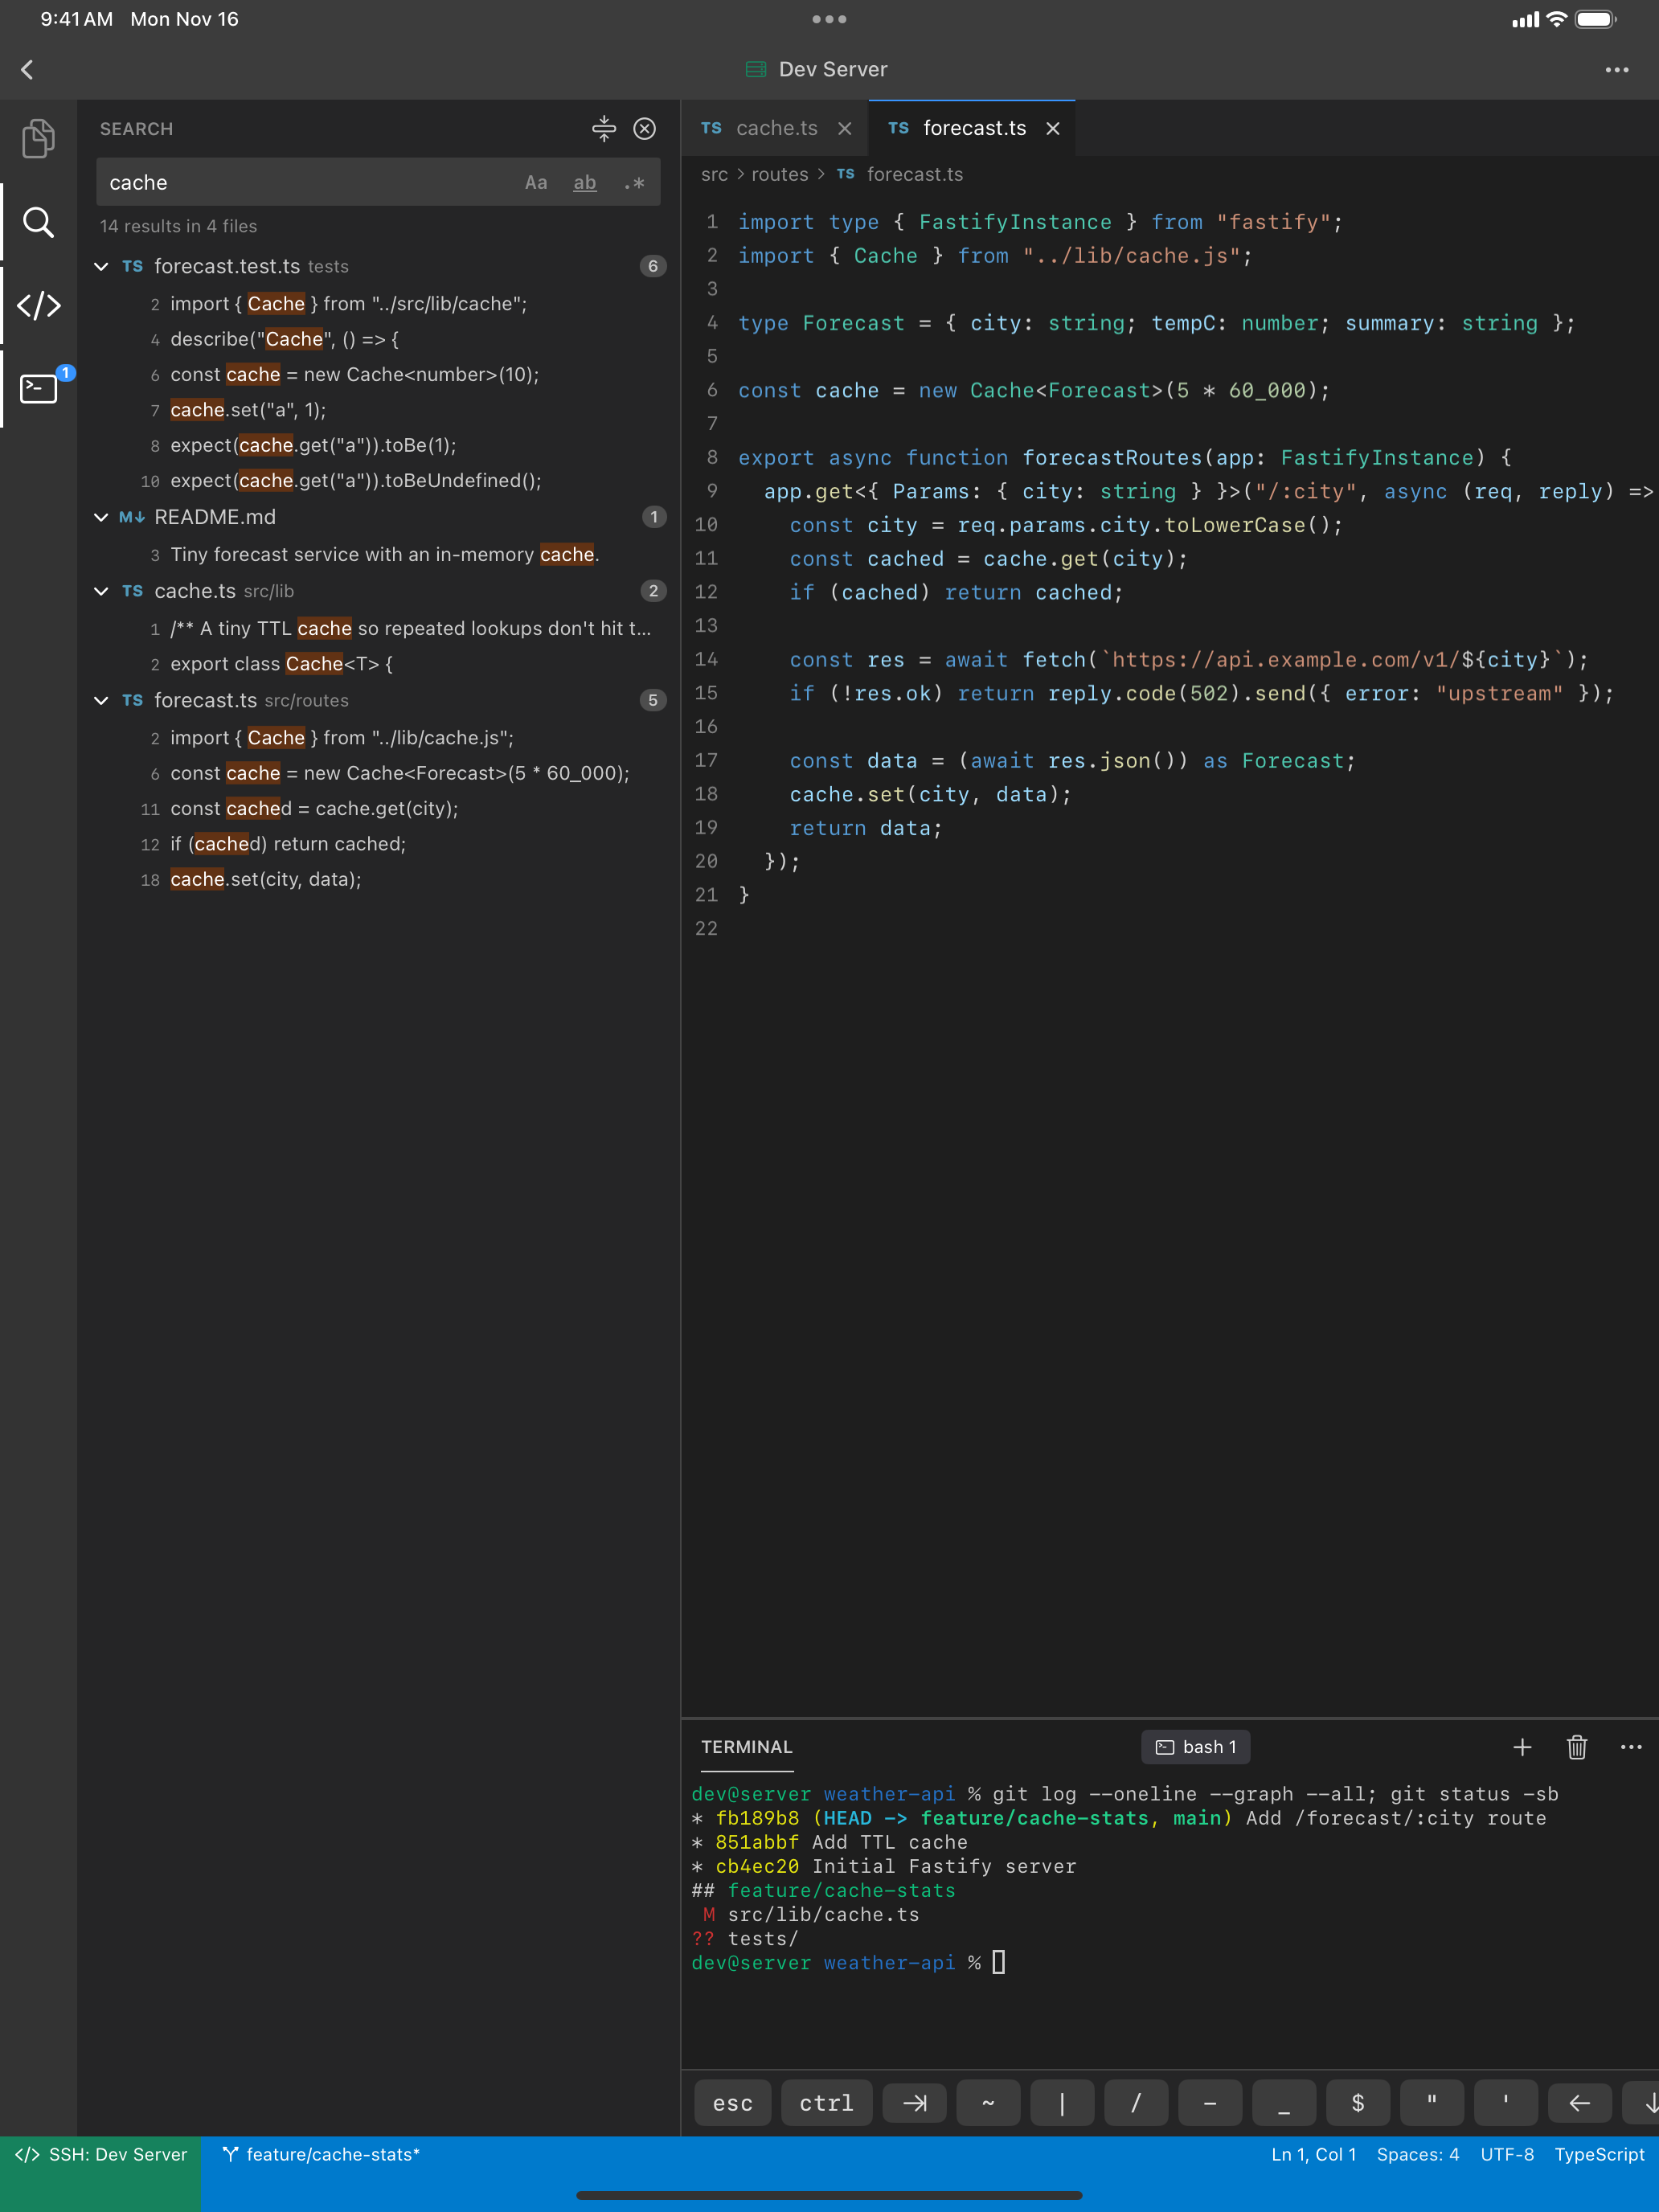 9:41 AM Mon Nov 16
Dev Server
SEARCH
cache Aa ab .*
14 results in 4 files
TS forecast.test.ts tests 6
2 import { Cache } from "../src/lib/cache";
4 describe("Cache", () => {
6 const cache = new Cache<number>(10);
7 cache.set("a", 1);
8 expect(cache.get("a")).toBe(1);
10 expect(cache.get("a")).toBeUndefined();
M↓ README.md 1
3 Tiny forecast service with an in-memory cache.
TS cache.ts src/lib 2
1 /** A tiny TTL cache so repeated lookups don't hit t...
2 export class Cache<T> {
TS forecast.ts src/routes 5
2 import { Cache } from "../lib/cache.js";
6 const cache = new Cache<Forecast>(5 * 60_000);
11 const cached = cache.get(city);
12 if (cached) return cached;
18 cache.set(city, data);
1
TS cache.ts TS forecast.ts
src > routes > TS forecast.ts
1 import type { FastifyInstance } from "fastify";
2 import { Cache } from "../lib/cache.js";
3
4 type Forecast = { city: string; tempC: number; summary: string };
5
6 const cache = new Cache<Forecast>(5 * 60_000);
7
8 export async function forecastRoutes(app: FastifyInstance) {
9 app.get<{ Params: { city: string } }>("/:city", async (req, reply) =>
10 const city = req.params.city.toLowerCase();
11 const cached = cache.get(city);
12 if (cached) return cached;
13
14 const res = await fetch(`https://api.example.com/v1/${city}`);
15 if (!res.ok) return reply.code(502).send({ error: "upstream" });
16
17 const data = (await res.json()) as Forecast;
18 cache.set(city, data);
19 return data;
20 });
21 }
22
TERMINAL bash 1
dev@server weather-api % git log --oneline --graph --all; git status -sb
* fb189b8 (HEAD -> feature/cache-stats, main) Add /forecast/:city route
* 851abbf Add TTL cache
* cb4ec20 Initial Fastify server
## feature/cache-stats
M src/lib/cache.ts
?? tests/
dev@server weather-api %
esc ctrl ~ | / - _ $ " '
</> SSH: Dev Server feature/cache-stats* Ln 1, Col 1 Spaces: 4 UTF-8 TypeScript